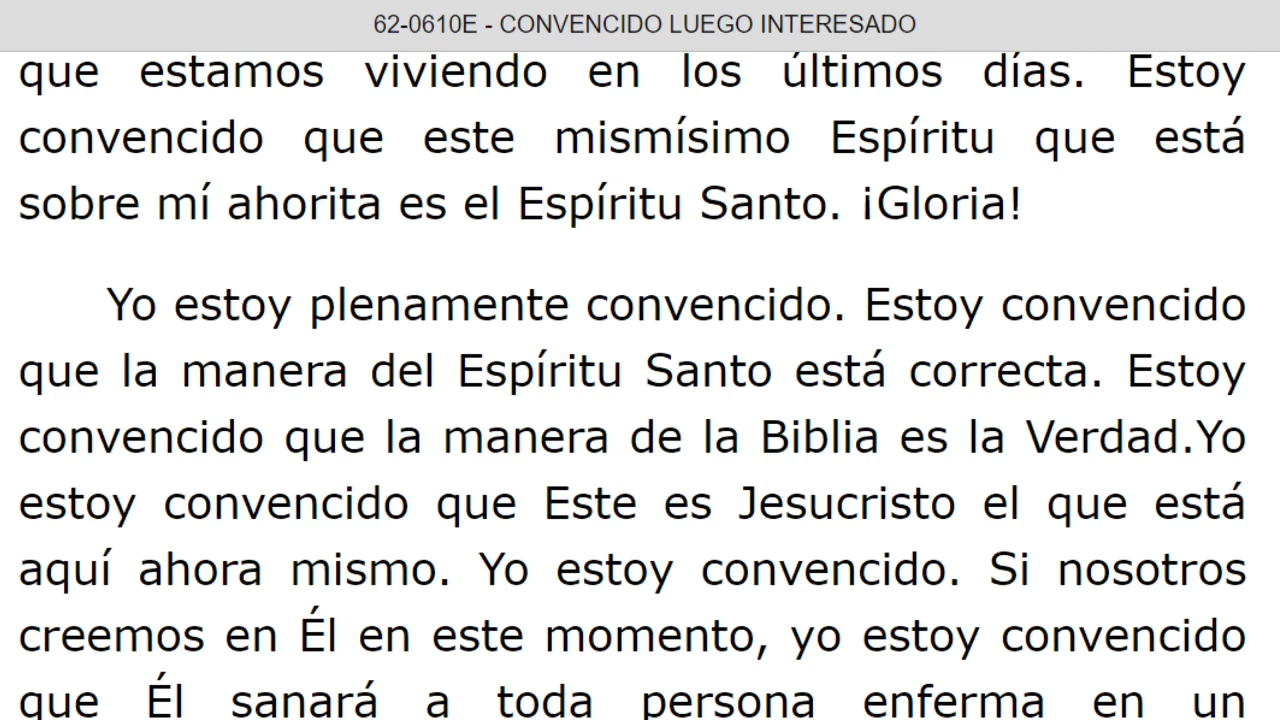 62-0610E - CONVENCIDO LUEGO INTERESADO
que estamos viviendo en los últimos días. Estoy
convencido que este mismísimo Espíritu que está
sobre mí ahorita es el Espíritu Santo. ¡Gloria!
Yo estoy plenamente convencido. Estoy convencido
que la manera del Espíritu Santo está correcta. Estoy
convencido que la manera de la Biblia es la Verdad.Yo
estoy convencido que Este es Jesucristo el que está
aquí ahora mismo. Yo estoy convencido. Si nosotros
creemos en Él en este momento, yo estoy convencido
que Él sanará a toda persona enferma en un